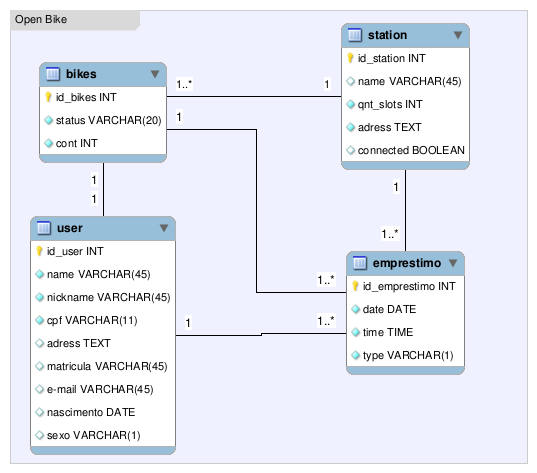 Open Bike
bikes
id_bikes INT
status VARCHAR(20)
cont INT
station
id_station INT
name VARCHAR(45)
qnt_slots INT
adress TEXT
connected BOOLEAN
1..*
1
1
1
1
1
1..*
user
id_user INT
name VARCHAR(45)
nickname VARCHAR(45)
cpf VARCHAR(11)
adress TEXT
matricula VARCHAR(45)
e-mail VARCHAR(45)
nascimento DATE
sexo VARCHAR(1)
emprestimo
id_emprestimo INT
date DATE
time TIME
type VARCHAR(1)
1..*
1
1..*